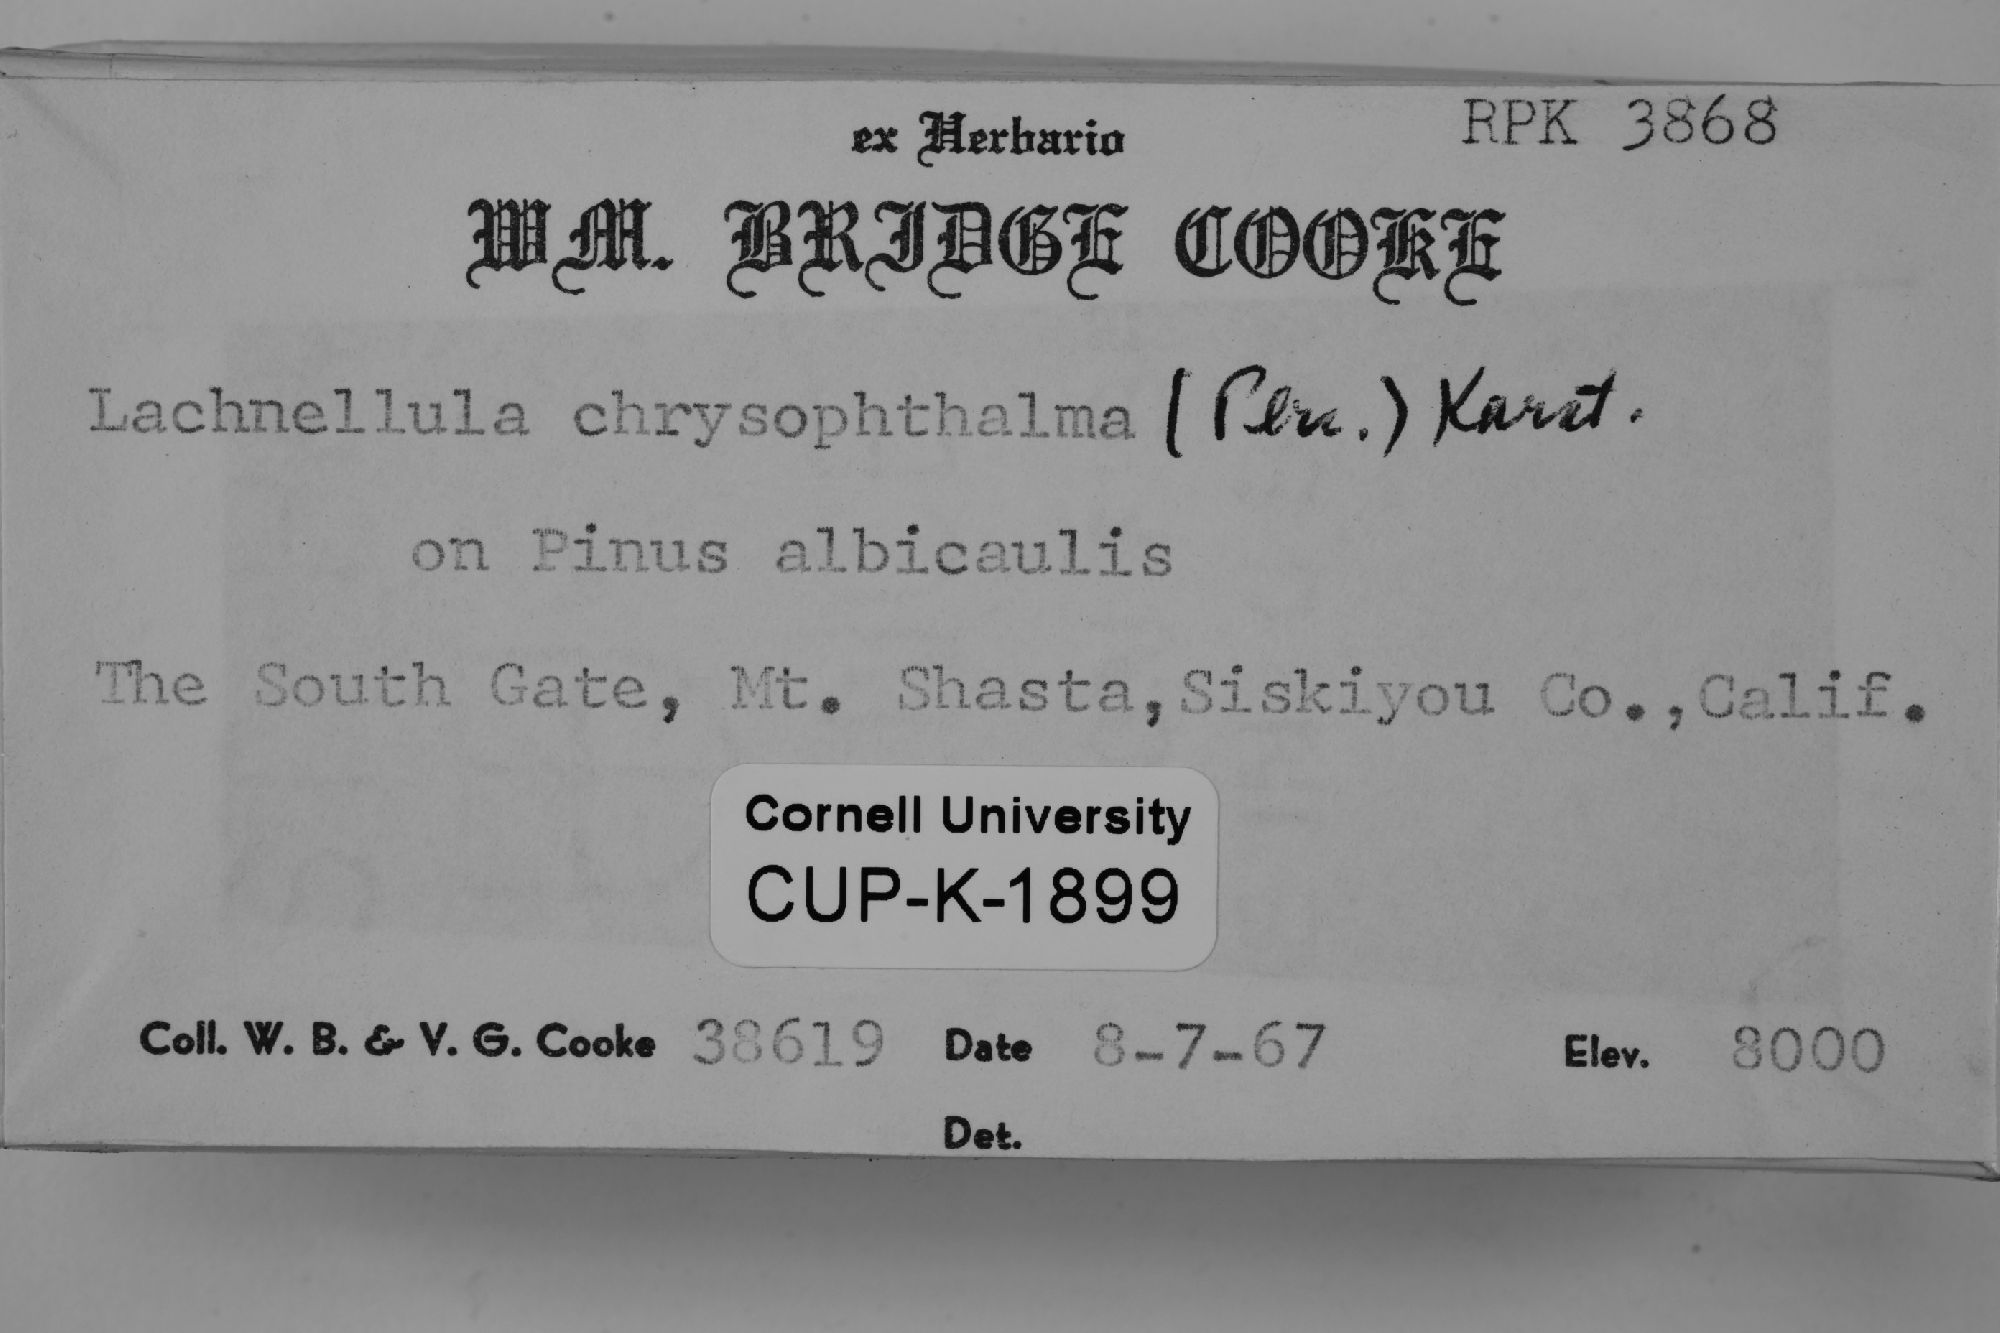 ex Herbario
RPK 3868
WM. BRIDGE COOKE
Lachnellula chrysophthalma (Pers.) Karst.
on Pinus albicaulis
The South Gate, Mt. Shasta,Siskiyou Co.,Calif.
Cornell University
CUP-K-1899
Coll. W. B. & V. G. Cooke 38619 Date 8-7-67 Elev. 8000
Det.